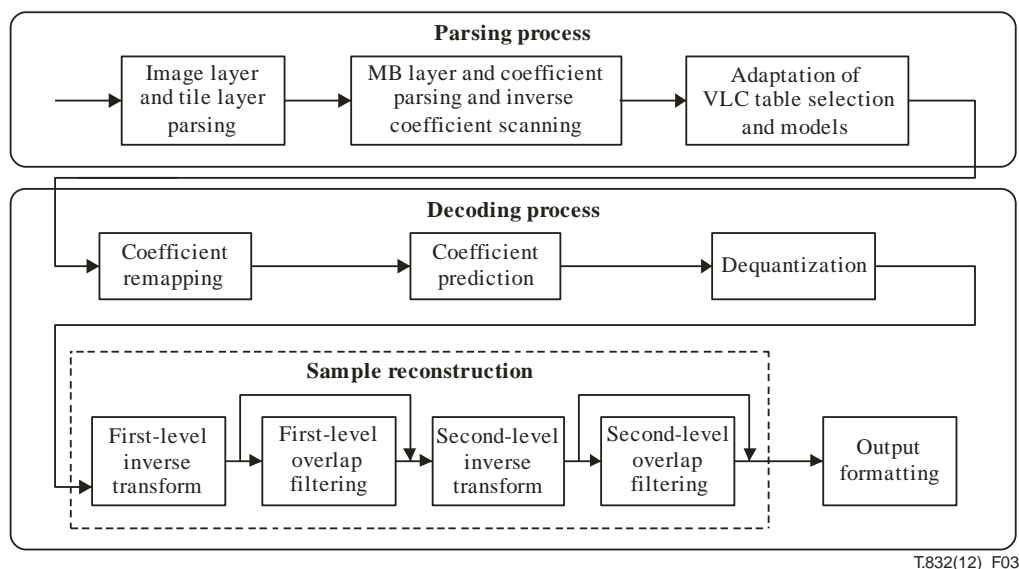 Parsing process
Image layer
and tile layer
parsing
MB layer and coefficient
parsing and inverse
coefficient scanning
Adaptation of
VLC table selection
and models
Decoding process
Coefficient
remapping
Coefficient
prediction
Dequantization
Sample reconstruction
First-level
inverse
transform
First-level
overlap
filtering
Second-level
inverse
transform
Second-level
overlap
filtering
Output
formatting
T.832(12)_F03